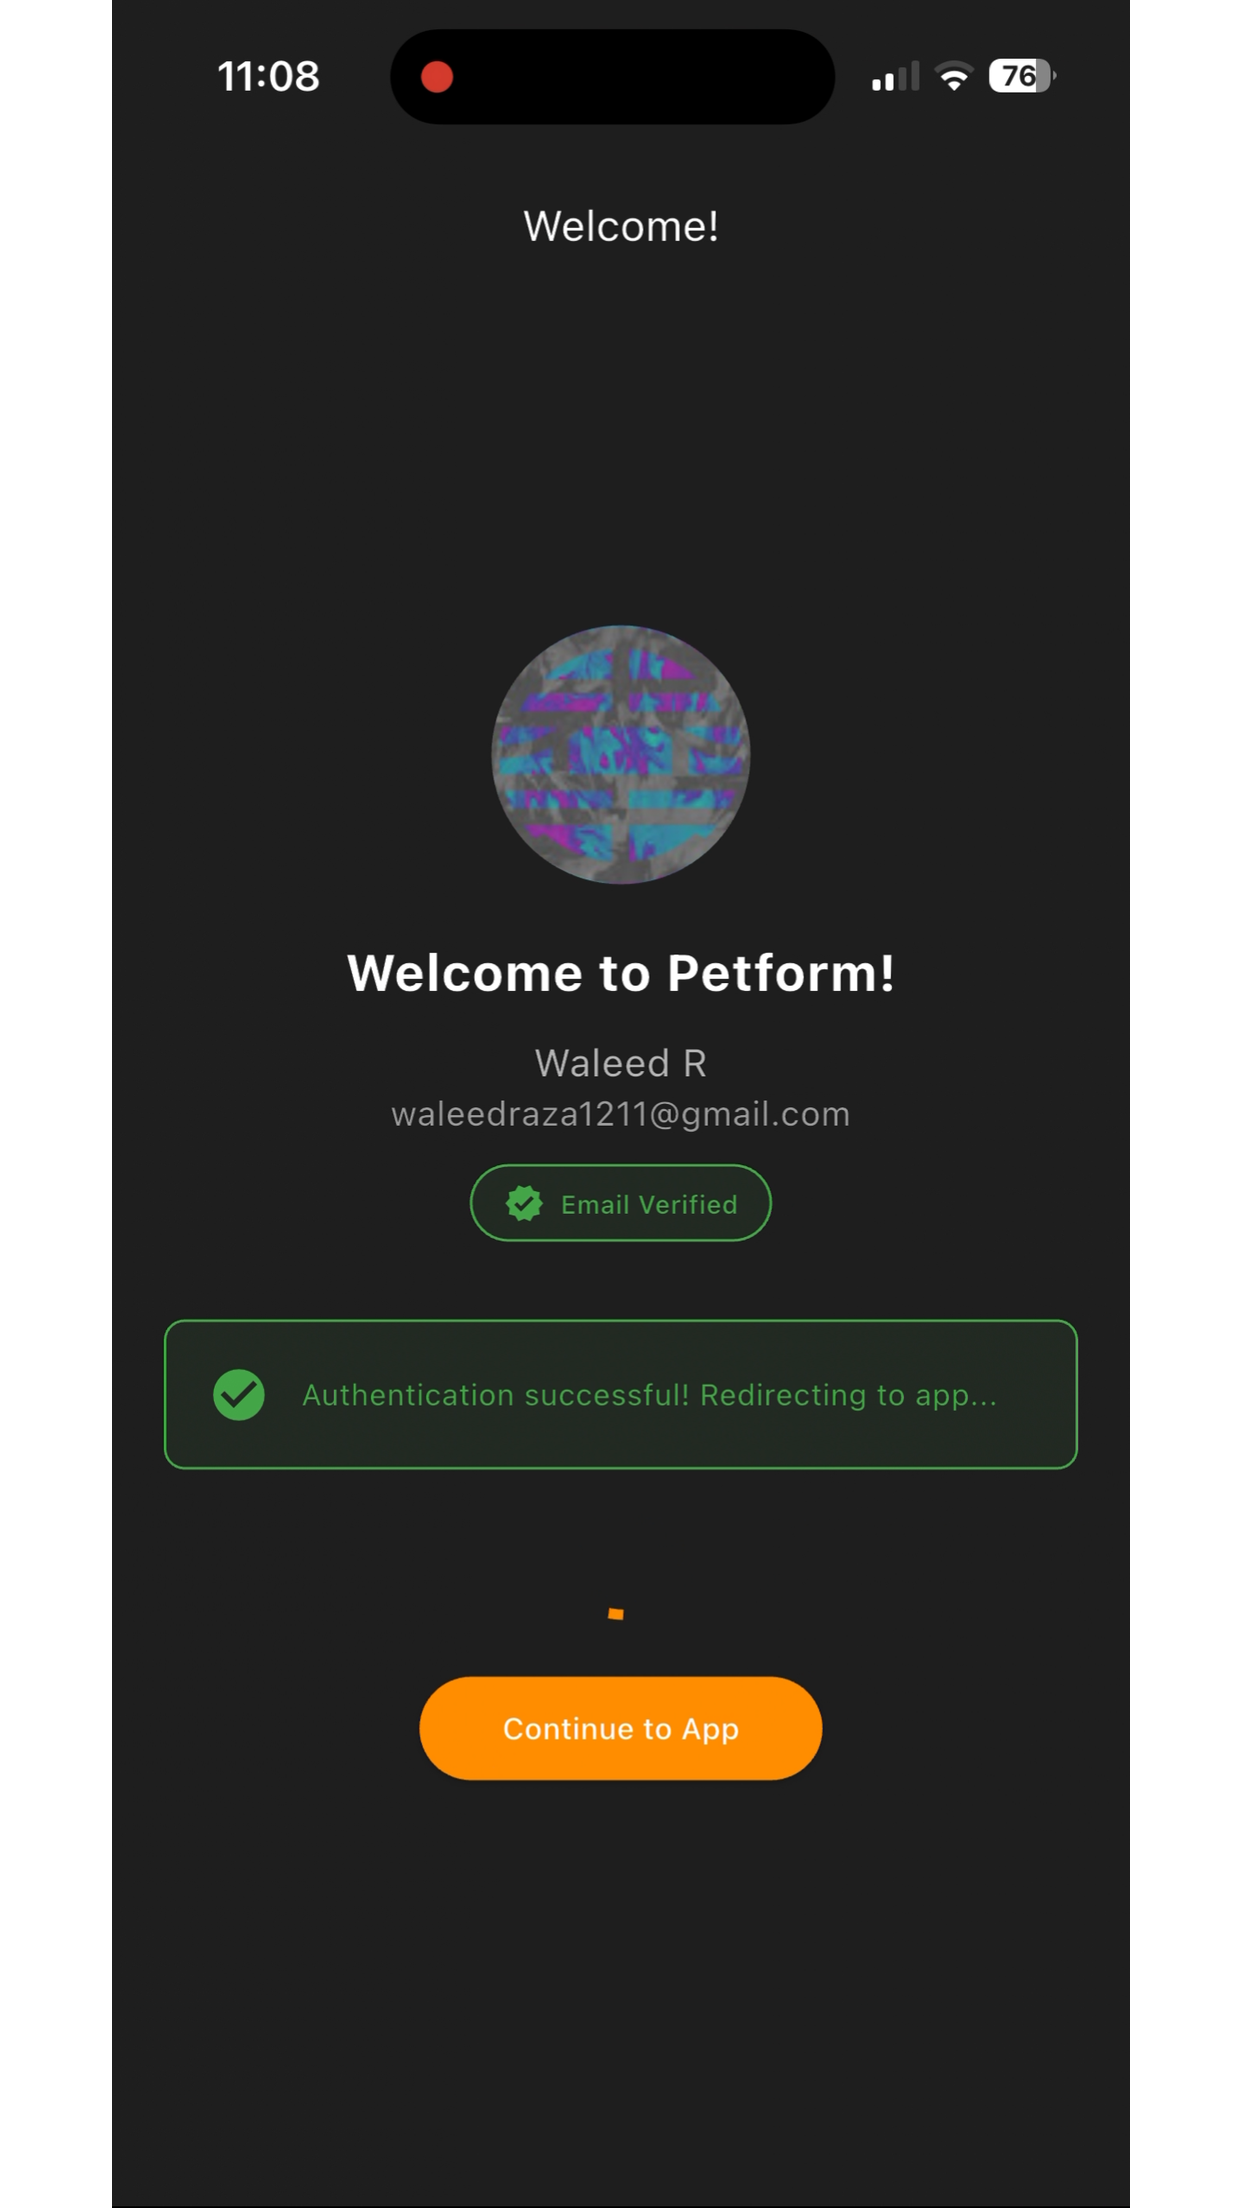 11:08
76
Welcome!
Welcome to Petform!
Waleed R
waleedraza1211@gmail.com
Email Verified
Authentication successful! Redirecting to app...
Continue to App